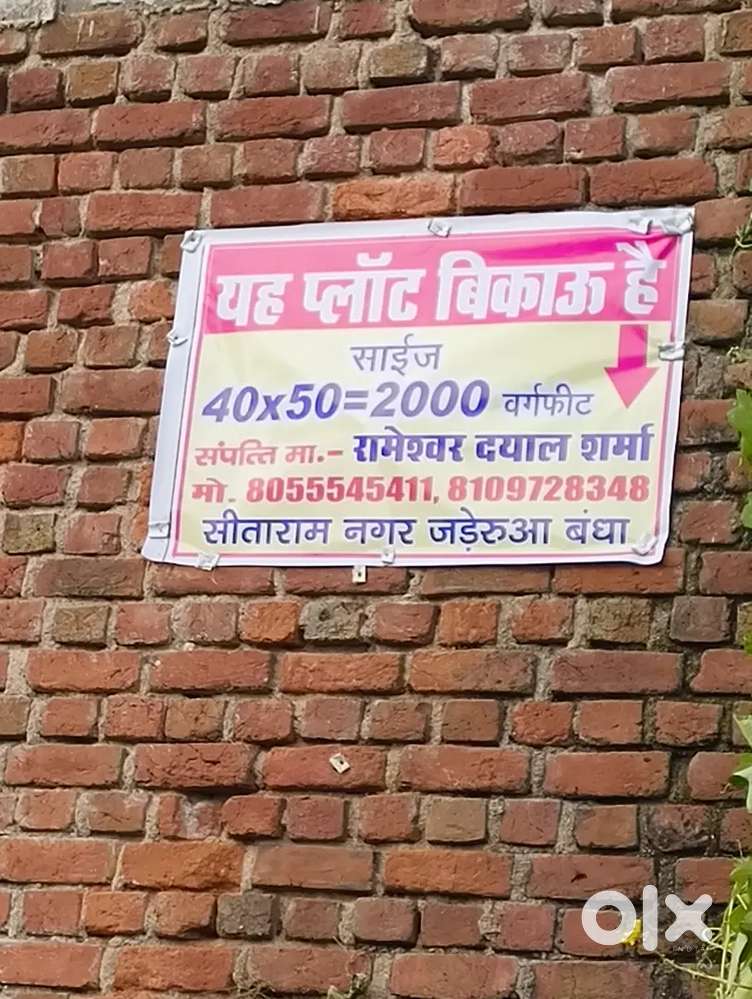 यह प्लॉट बिकाऊ है
साईज
40x50=2000 वर्गफीट
संपत्ति मा.- रामेश्वर दयाल शर्मा
मो. 8055545411, 8109728348
सीताराम नगर जड़ेरुआ बंधा
olx